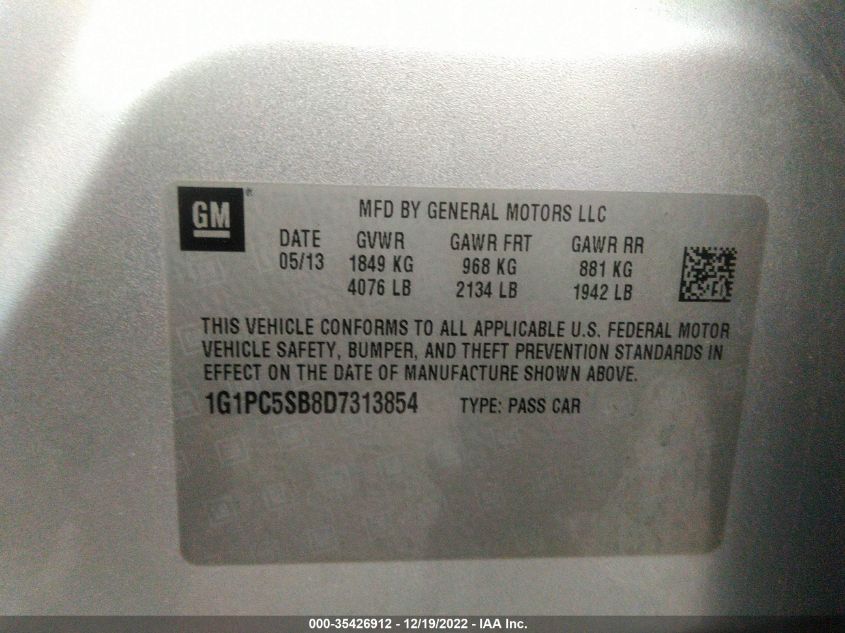 GM®
MFD BY GENERAL MOTORS LLC
DATE GVWR GAWR FRT GAWR RR
05/13 1849 KG 968 KG 881 KG
4076 LB 2134 LB 1942 LB
THIS VEHICLE CONFORMS TO ALL APPLICABLE U.S. FEDERAL MOTOR
VEHICLE SAFETY, BUMPER, AND THEFT PREVENTION STANDARDS IN
EFFECT ON THE DATE OF MANUFACTURE SHOWN ABOVE.
1G1PC5SB8D7313854 TYPE: PASS CAR
000-35426912 - 12/19/2022 - IAA Inc.